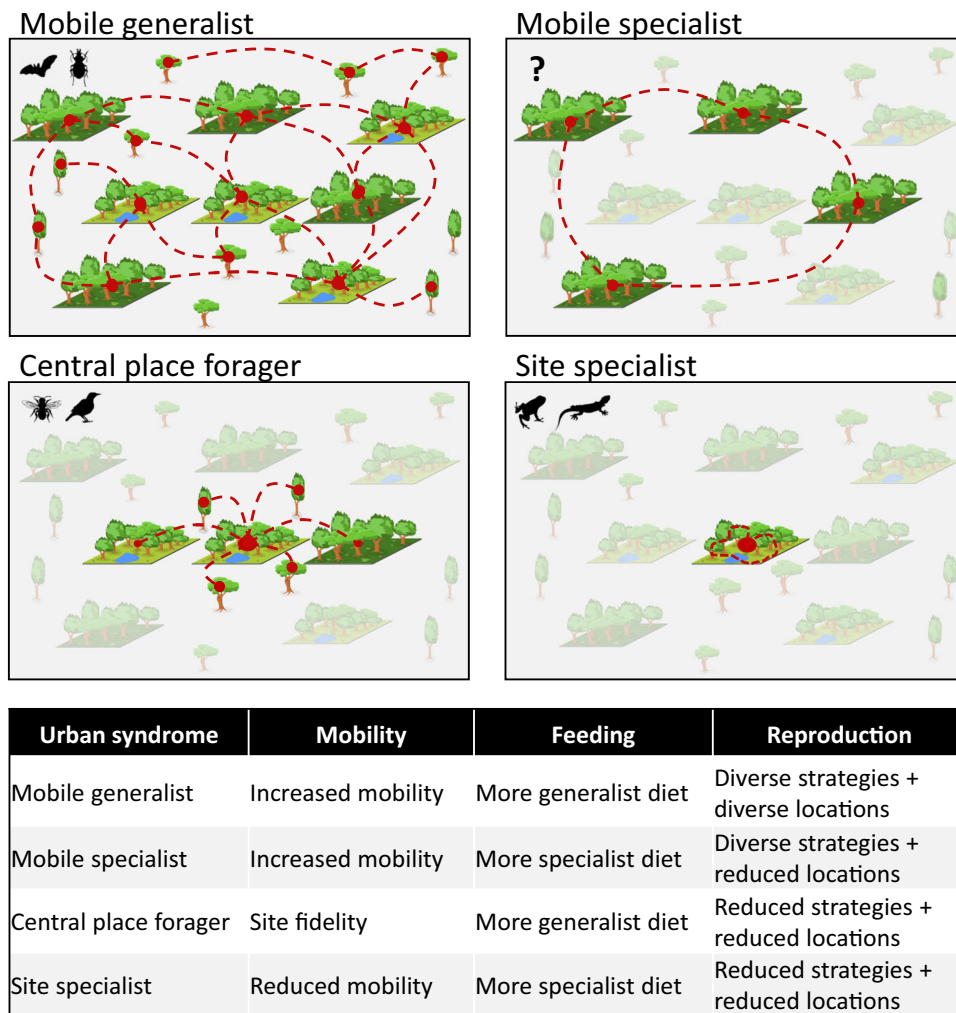 Mobile generalist
Mobile specialist
?
Central place forager
Site specialist
Urban syndrome Mobility Feeding Reproduction
Mobile generalist Increased mobility More generalist diet Diverse strategies +
diverse locations
Mobile specialist Increased mobility More specialist diet Diverse strategies +
reduced locations
Central place forager Site fidelity More generalist diet Reduced strategies +
reduced locations
Site specialist Reduced mobility More specialist diet Reduced strategies +
reduced locations